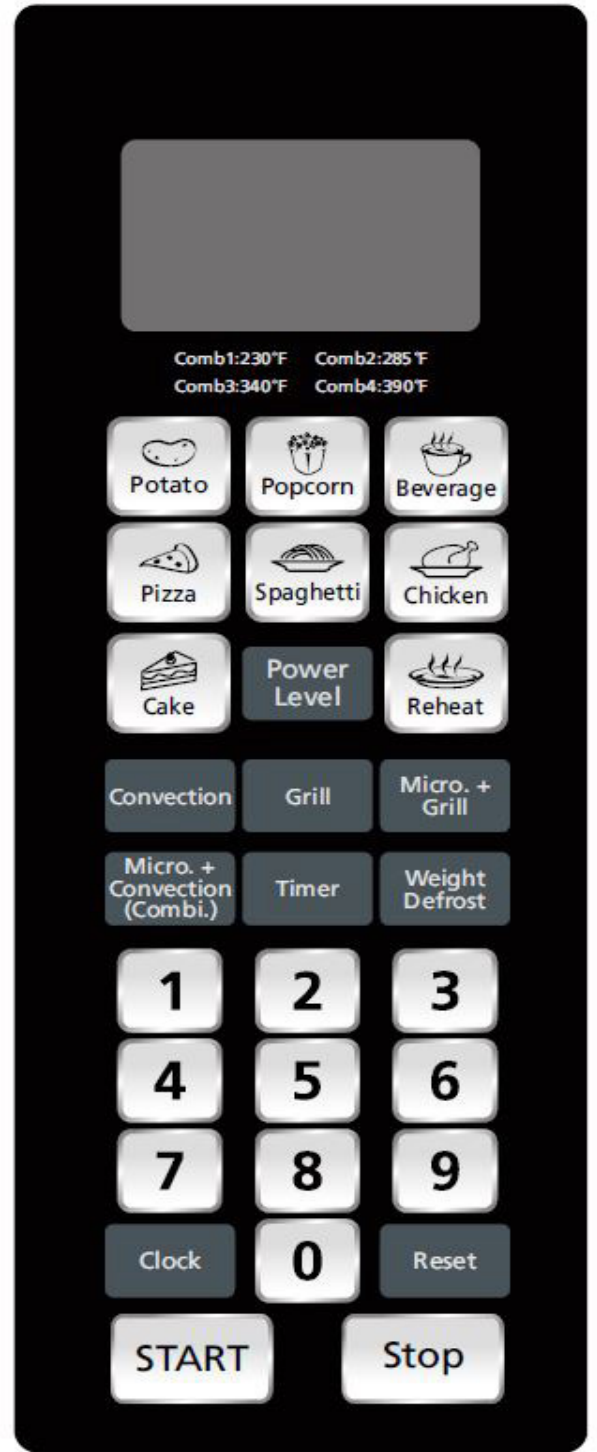 Comb1:230°F Comb2:285°F
Comb3:340°F Comb4:390°F
Potato Popcorn Beverage
Pizza Spaghetti Chicken
Cake
Power
Level
Reheat
Convection
Grill
Micro. +
Grill
Micro. +
Convection
(Combi.)
Timer
Weight
Defrost
1 2 3
4 5 6
7 8 9
Clock 0 Reset
START Stop